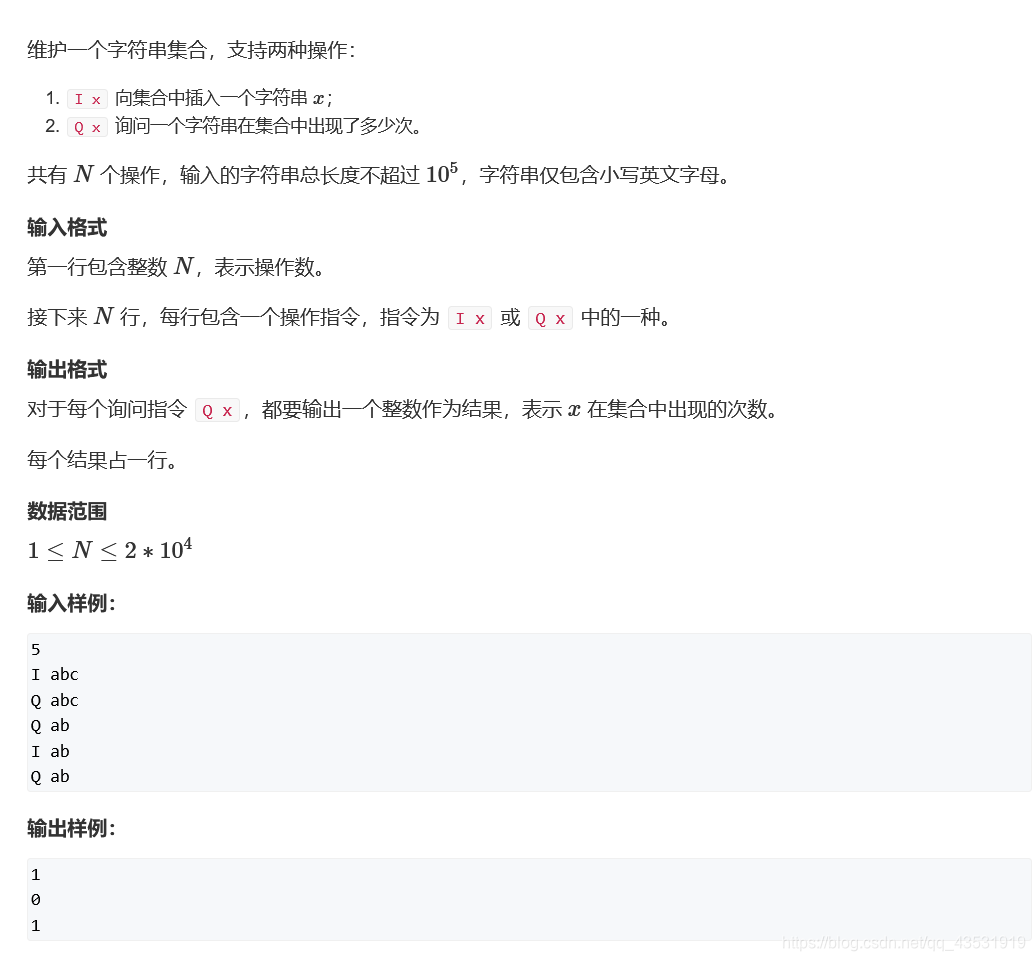 维护一个字符串集合，支持两种操作：
1. I x 向集合中插入一个字符串 x；
2. Q x 询问一个字符串在集合中出现了多少次。
共有 N 个操作，输入的字符串总长度不超过 10⁵，字符串仅包含小写英文字母。
输入格式
第一行包含整数 N，表示操作数。
接下来 N 行，每行包含一个操作指令，指令为 I x 或 Q x 中的一种。
输出格式
对于每个询问指令 Q x，都要输出一个整数作为结果，表示 x 在集合中出现的次数。
每个结果占一行。
数据范围
1 ≤ N ≤ 2 ∗ 10⁴
输入样例：
5
I abc
Q abc
Q ab
I ab
Q ab
输出样例：
1
0
1
https://blog.csdn.net/qq_43531919